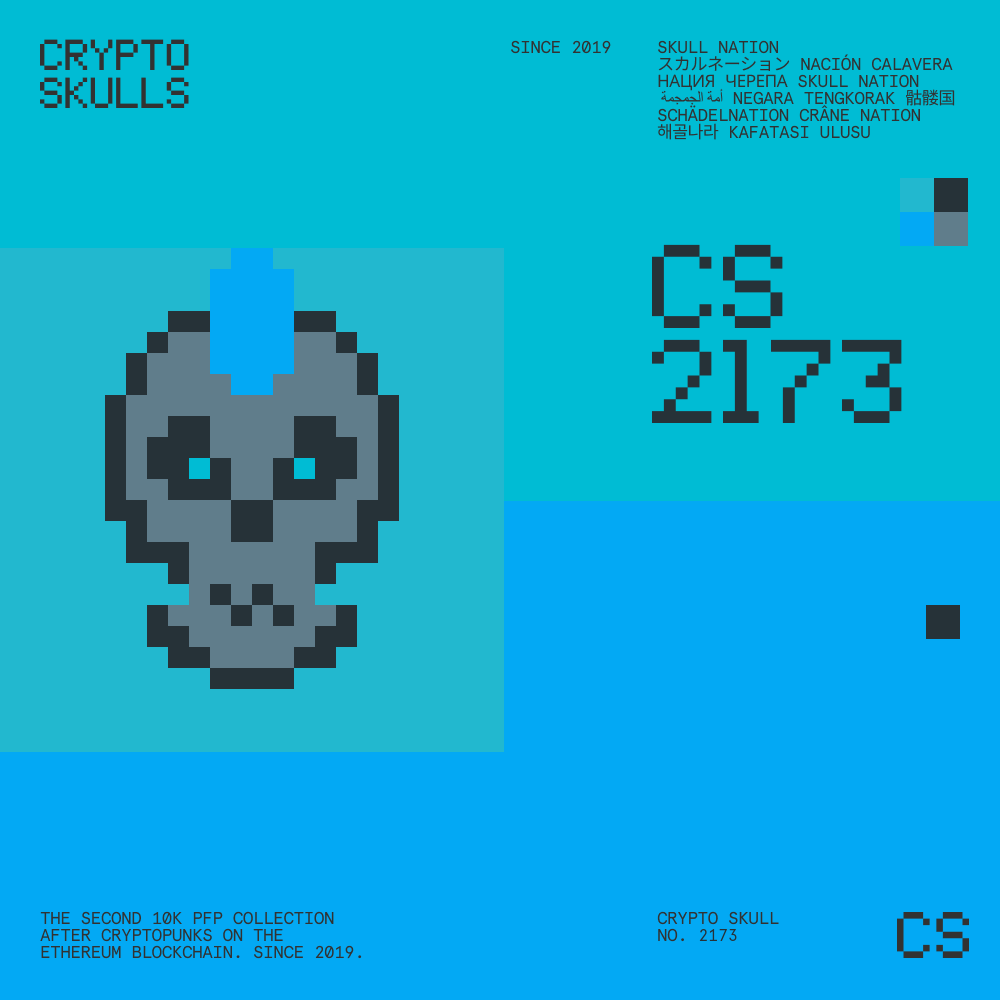 CRYPTO
SKULLS
SINCE 2019
SKULL NATION
スカルネーション NACIÓN CALAVERA
НАЦИЯ ЧЕРЕПА SKULL NATION
أمة الجمجمة NEGARA TENGKORAK 骷髅国
SCHÄDELNATION CRÂNE NATION
해골나라 KAFATASI ULUSU
CS
2173
THE SECOND 10K PFP COLLECTION
AFTER CRYPTOPUNKS ON THE
ETHEREUM BLOCKCHAIN. SINCE 2019.
CRYPTO SKULL
NO. 2173
CS